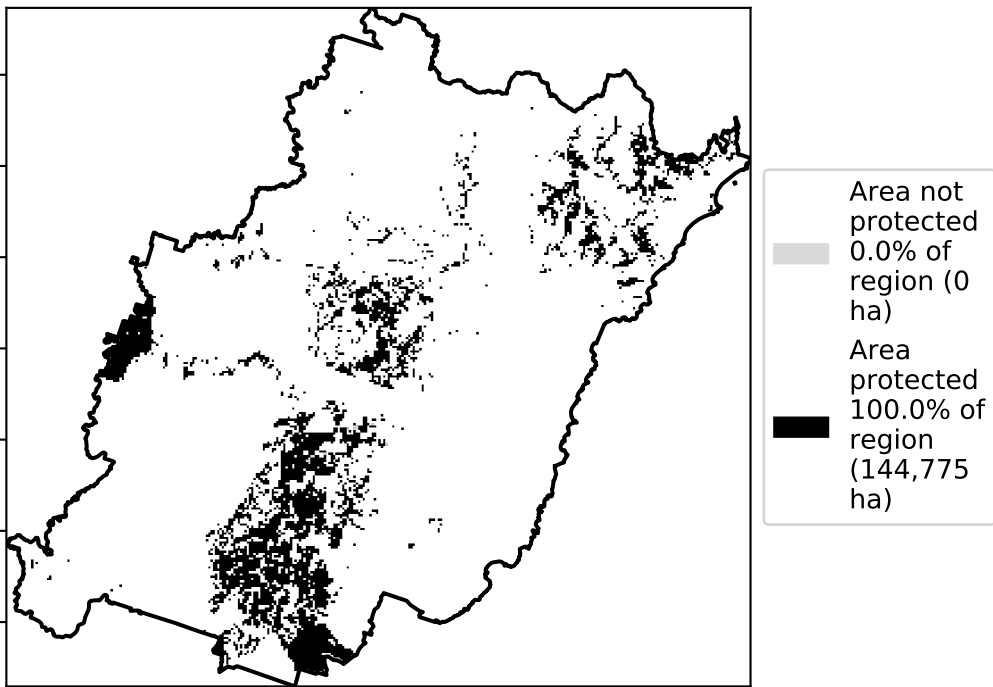 Area not
protected
0.0% of
region (0
ha)
Area
protected
100.0% of
region
(144,775
ha)